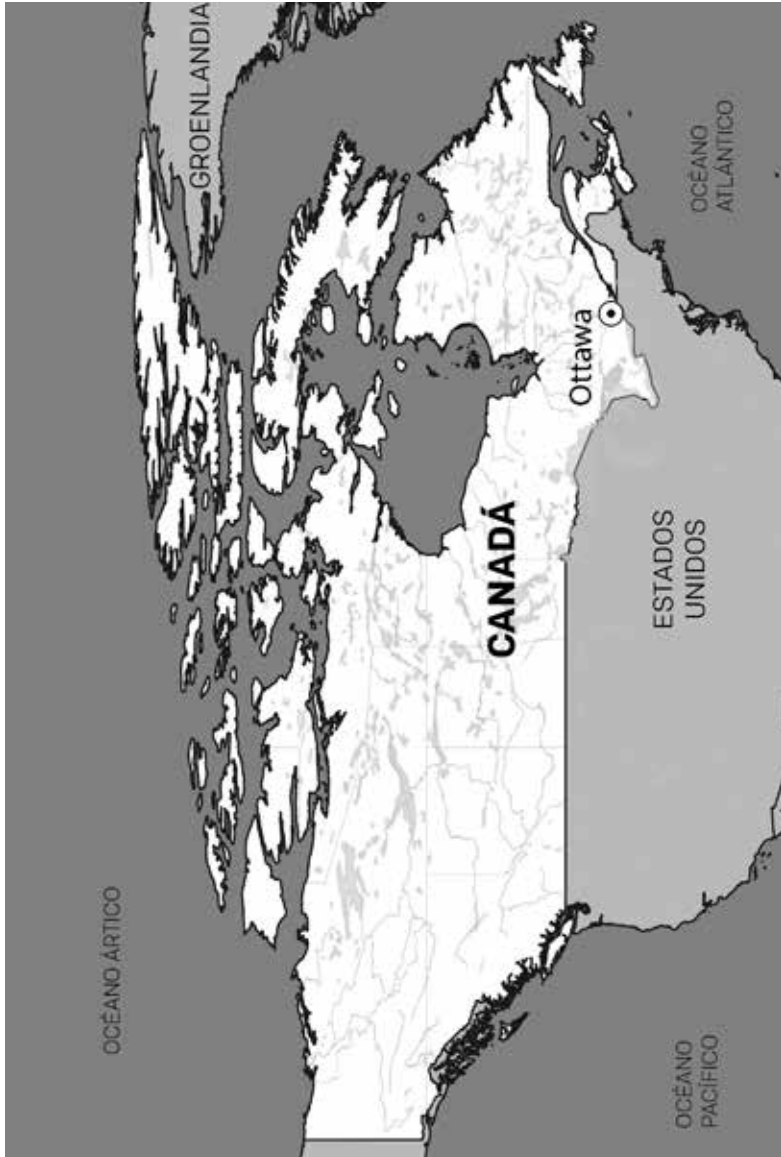 GROENLANDIA
OCÉANO ÁRTICO
CANADÁ
Ottawa
OCÉANO
ATLÁNTICO
ESTADOS
UNIDOS
OCÉANO
PACÍFICO